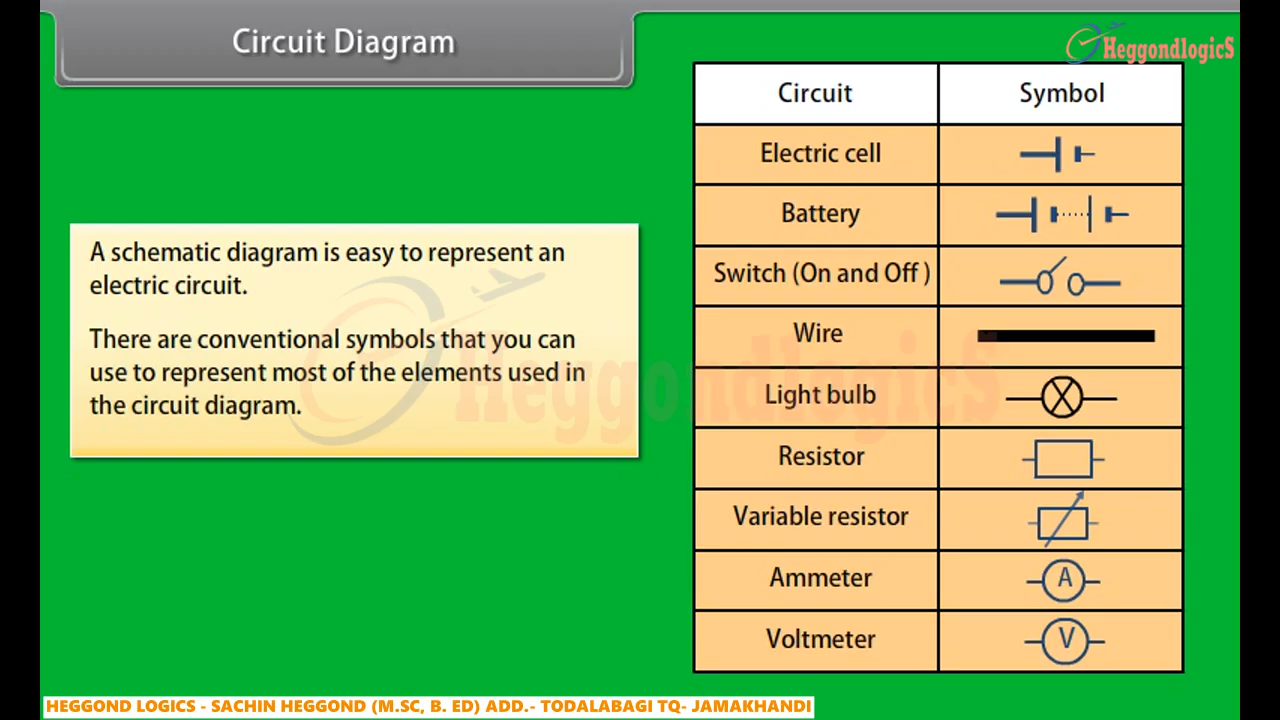 Circuit Diagram
HeggondlogicS
A schematic diagram is easy to represent an
electric circuit.
There are conventional symbols that you can
use to represent most of the elements used in
the circuit diagram.
HeggondlogicS
Circuit Symbol
Electric cell
Battery
Switch (On and Off )
Wire
Light bulb
Resistor
Variable resistor
Ammeter A
Voltmeter V
HEGGOND LOGICS - SACHIN HEGGOND (M.SC, B. ED) ADD.- TODALABAGI TQ- JAMAKHANDI